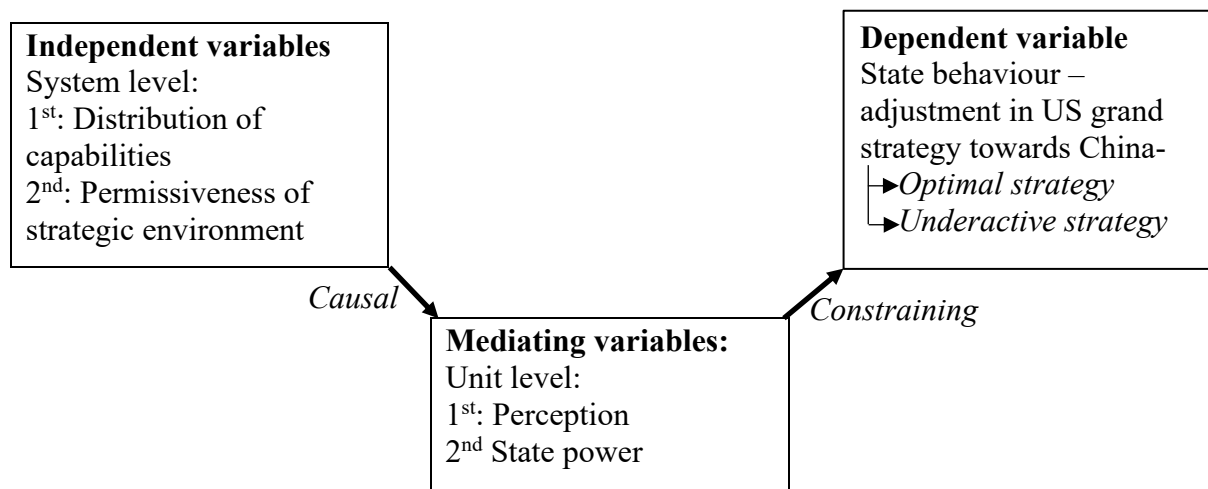 Independent variables
System level:
1st: Distribution of
capabilities
2nd: Permissiveness of
strategic environment
Causal
Mediating variables:
Unit level:
1st: Perception
2nd State power
Constraining
Dependent variable
State behaviour –
adjustment in US grand
strategy towards China-
Optimal strategy
Underactive strategy